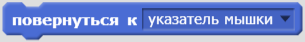 повернуться к указатель мышки